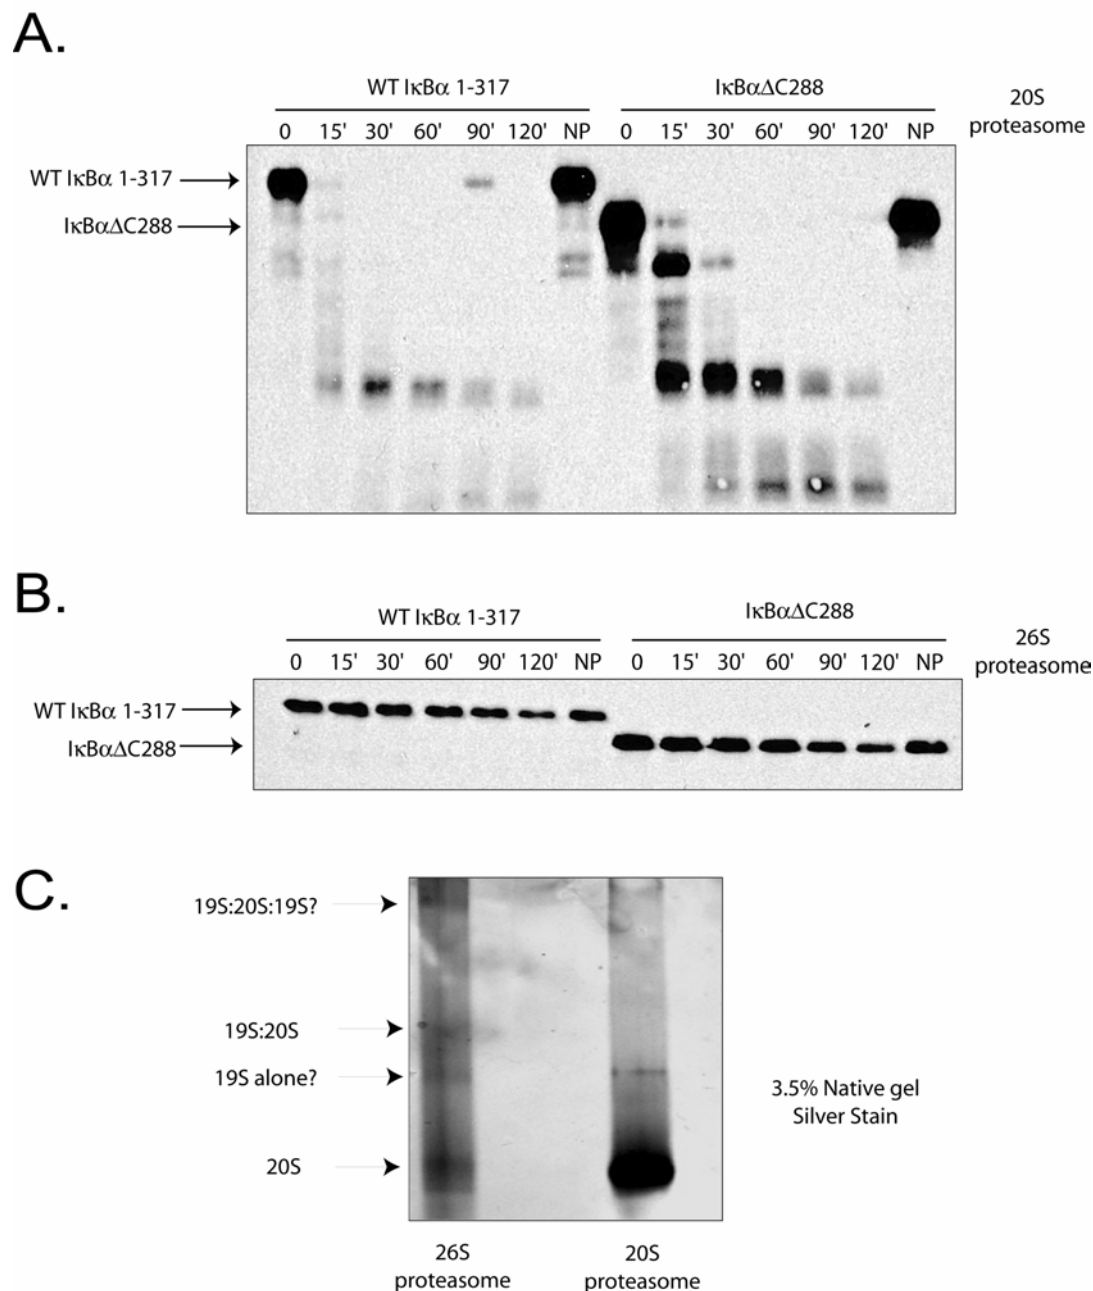 A.
WT IκBα 1-317
IκBαΔC288
20S
proteasome
0 15' 30' 60' 90' 120' NP 0 15' 30' 60' 90' 120' NP
WT IκBα 1-317
IκBαΔC288
B.
WT IκBα 1-317
IκBαΔC288
26S
proteasome
0 15' 30' 60' 90' 120' NP 0 15' 30' 60' 90' 120' NP
WT IκBα 1-317
IκBαΔC288
C.
19S:20S:19S?
19S:20S
19S alone?
20S
3.5% Native gel
Silver Stain
26S
proteasome
20S
proteasome